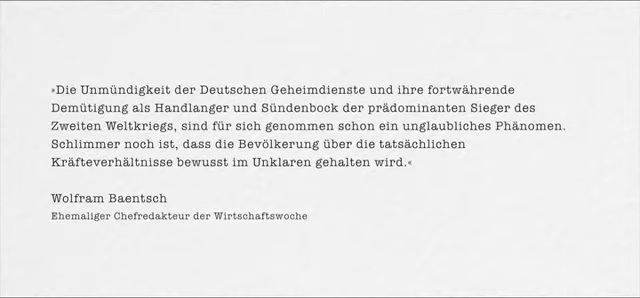 »Die Unmündigkeit der Deutschen Geheimdienste und ihre fortwährende
Demütigung als Handlanger und Sündenbock der prädominanten Sieger des
Zweiten Weltkriegs, sind für sich genommen schon ein unglaubliches Phänomen.
Schlimmer noch ist, dass die Bevölkerung über die tatsächlichen
Kräfteverhältnisse bewusst im Unklaren gehalten wird.«
Wolfram Baentsch
Ehemaliger Chefredakteur der Wirtschaftswoche